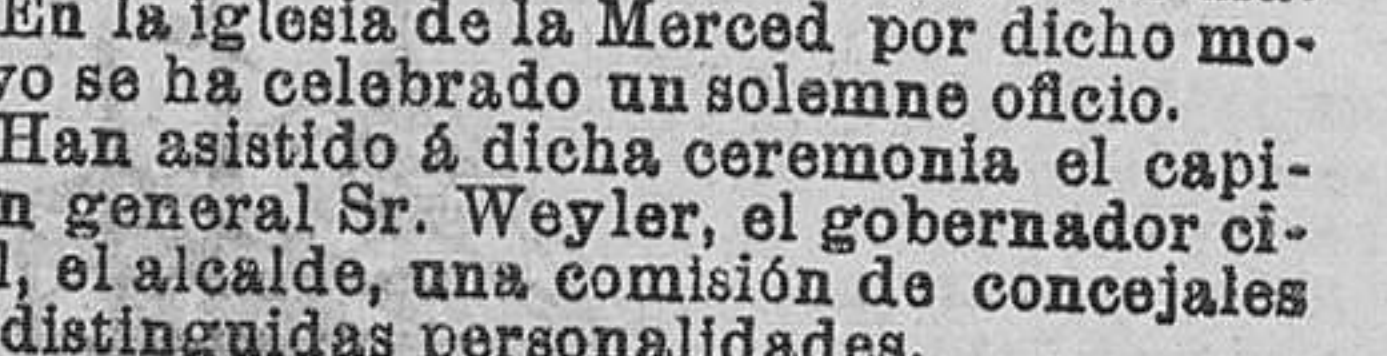 En la iglesia de la Merced por dicho mo-
vo se ha celebrado un solemne oficio.
Han asistido á dicha ceremonia el capi-
n general Sr. Weyler, el gobernador ci-
l, el alcalde, una comisión de concejales
distinguidas personalidades.